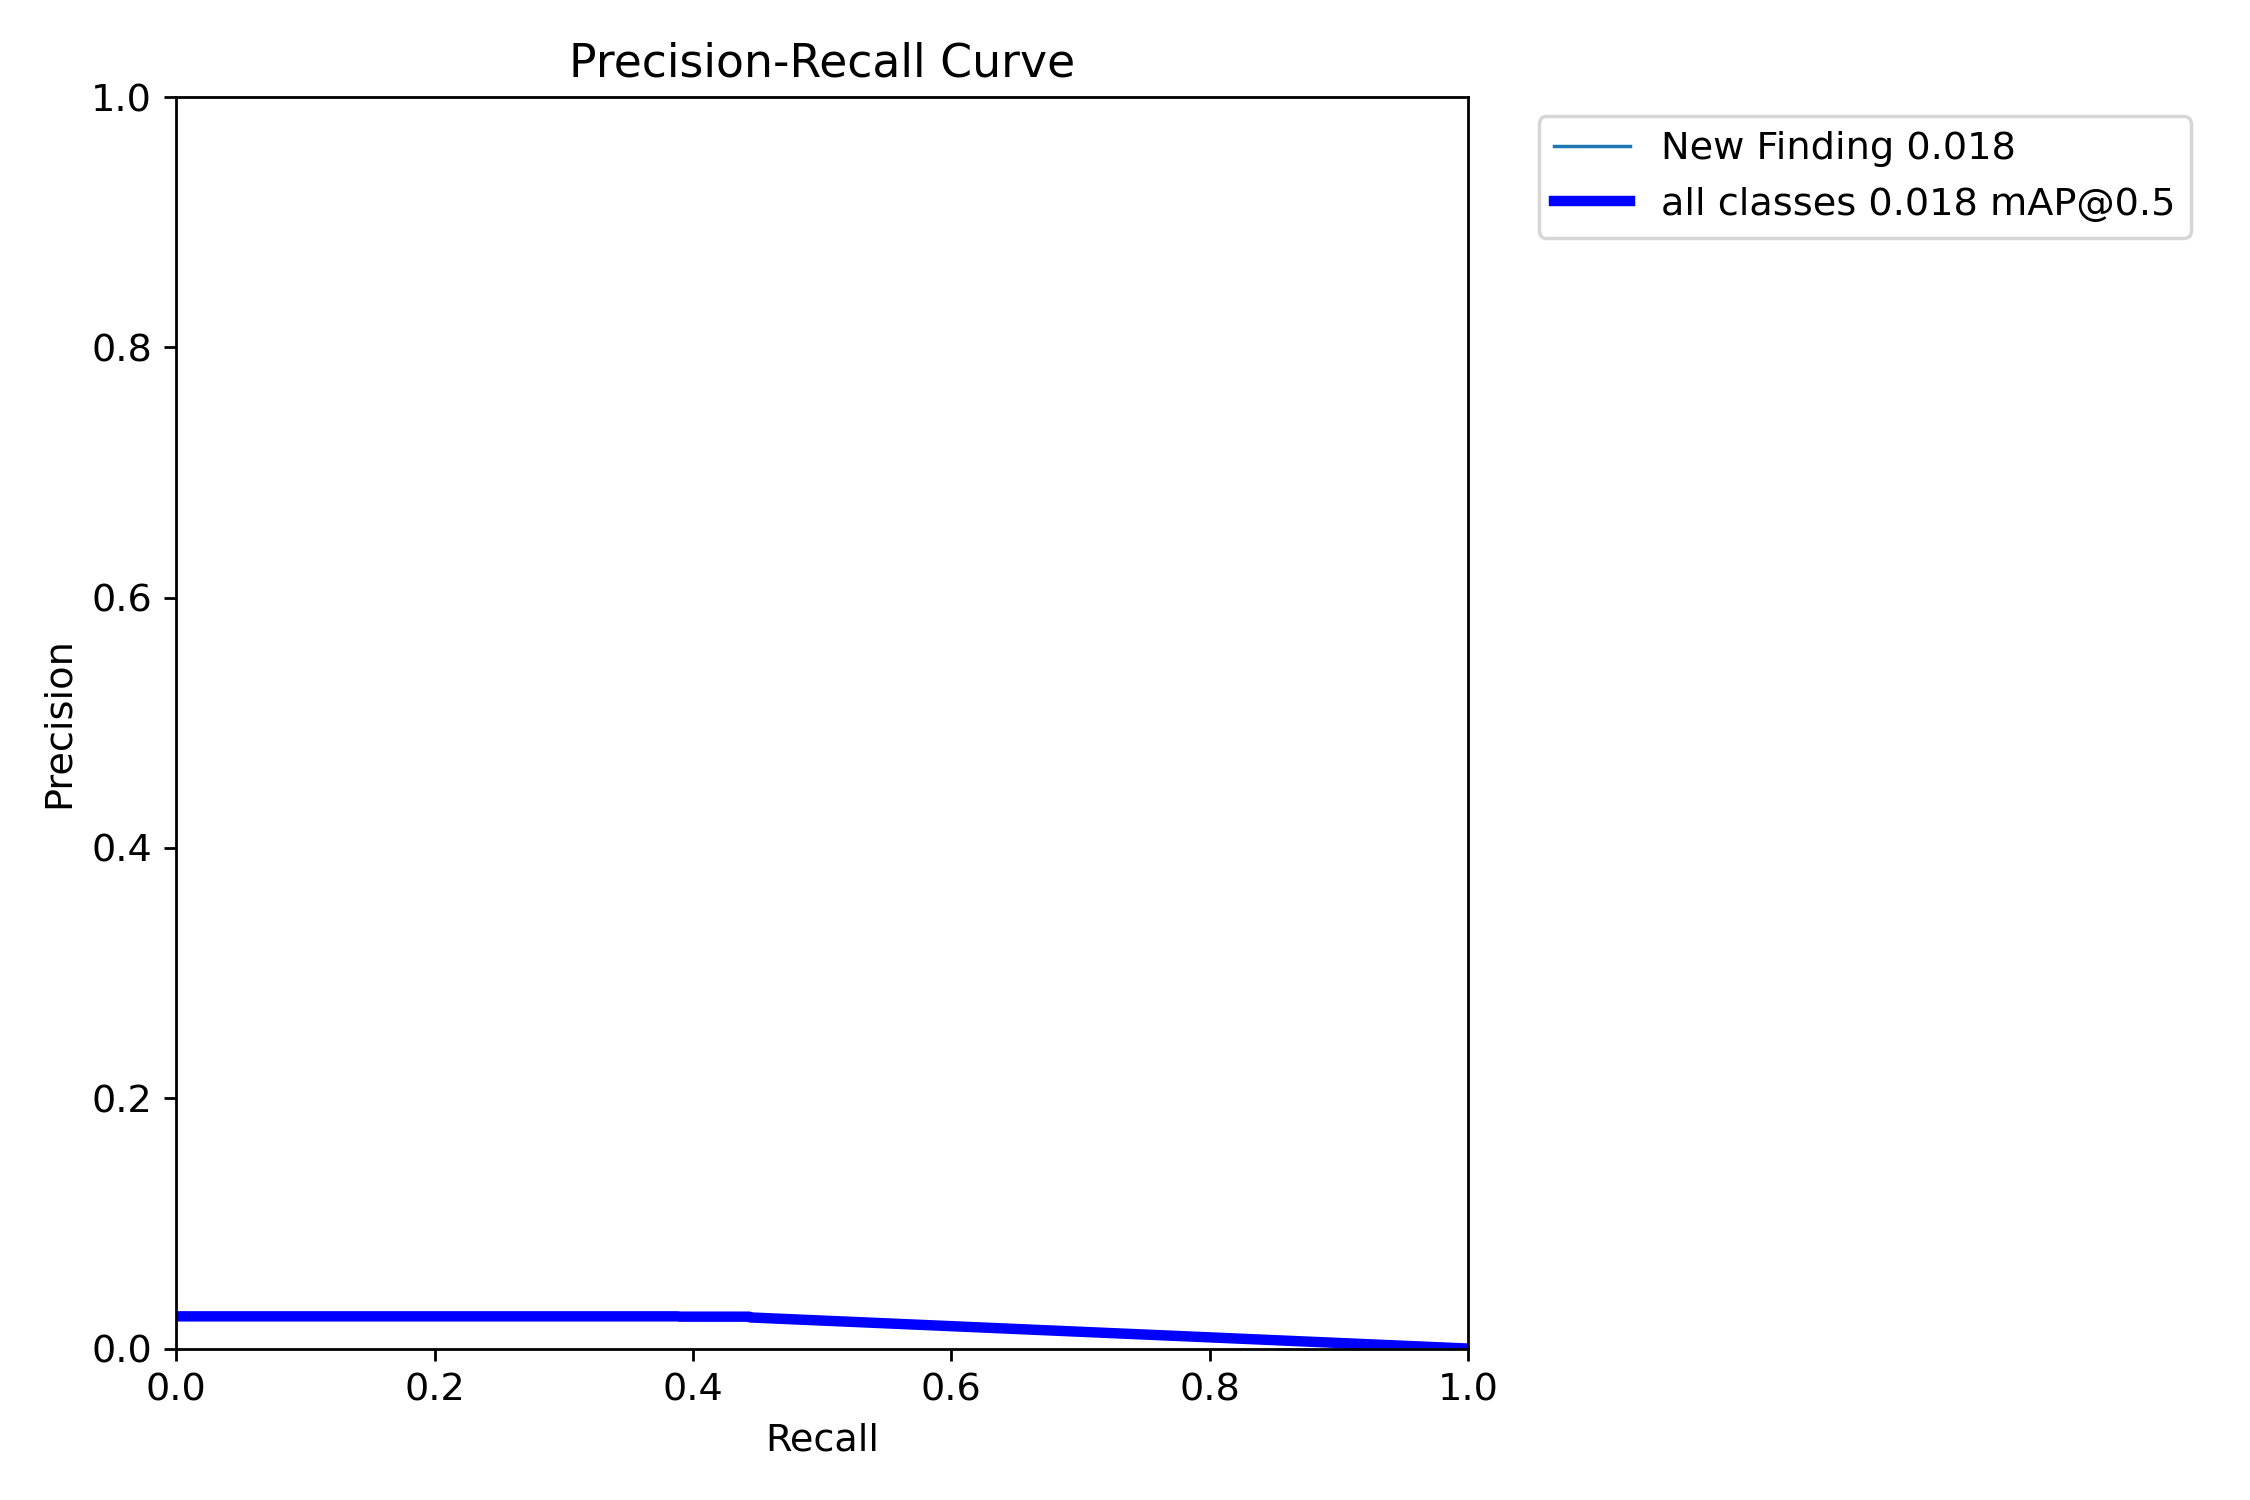 Precision-Recall Curve
1.0
0.8
0.6
0.4
0.2
0.0
Precision
0.0 0.2 0.4 0.6 0.8 1.0
Recall
New Finding 0.018
all classes 0.018 mAP@0.5